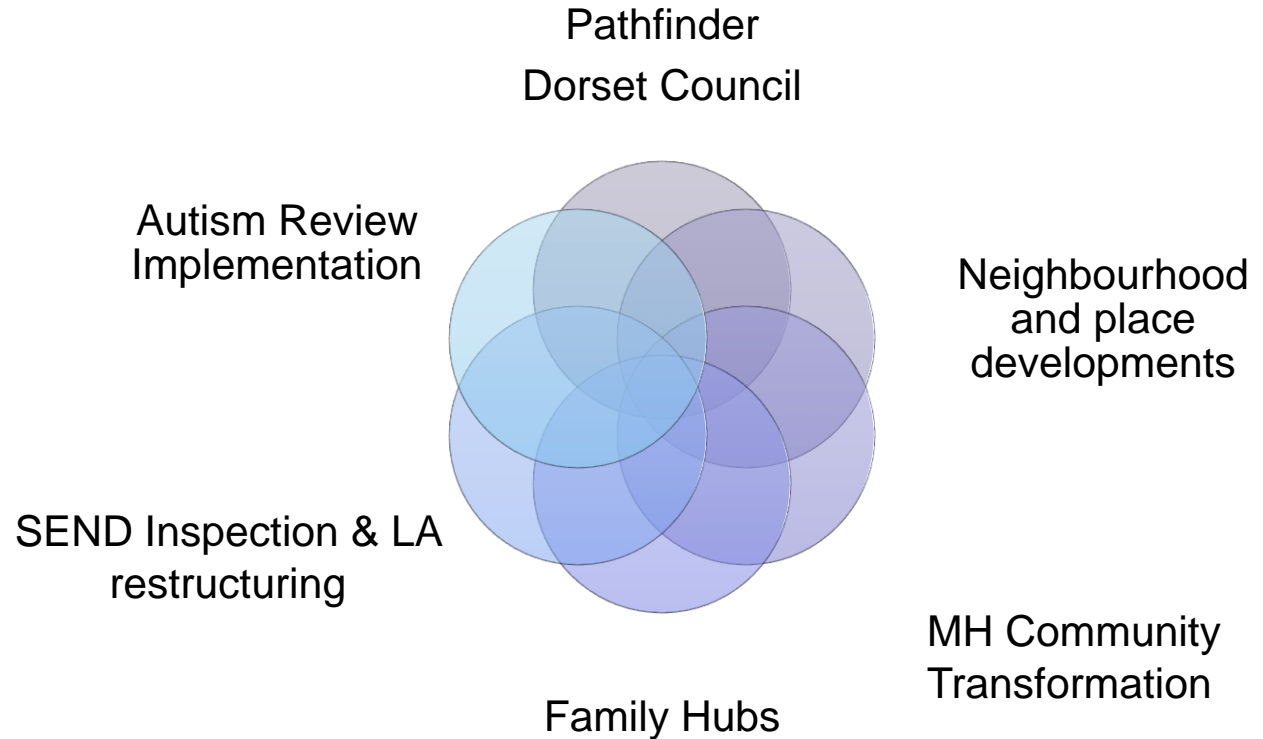 Pathfinder
Dorset Council
Autism Review
Implementation
Neighbourhood
and place
developments
SEND Inspection & LA
restructuring
MH Community
Transformation
Family Hubs